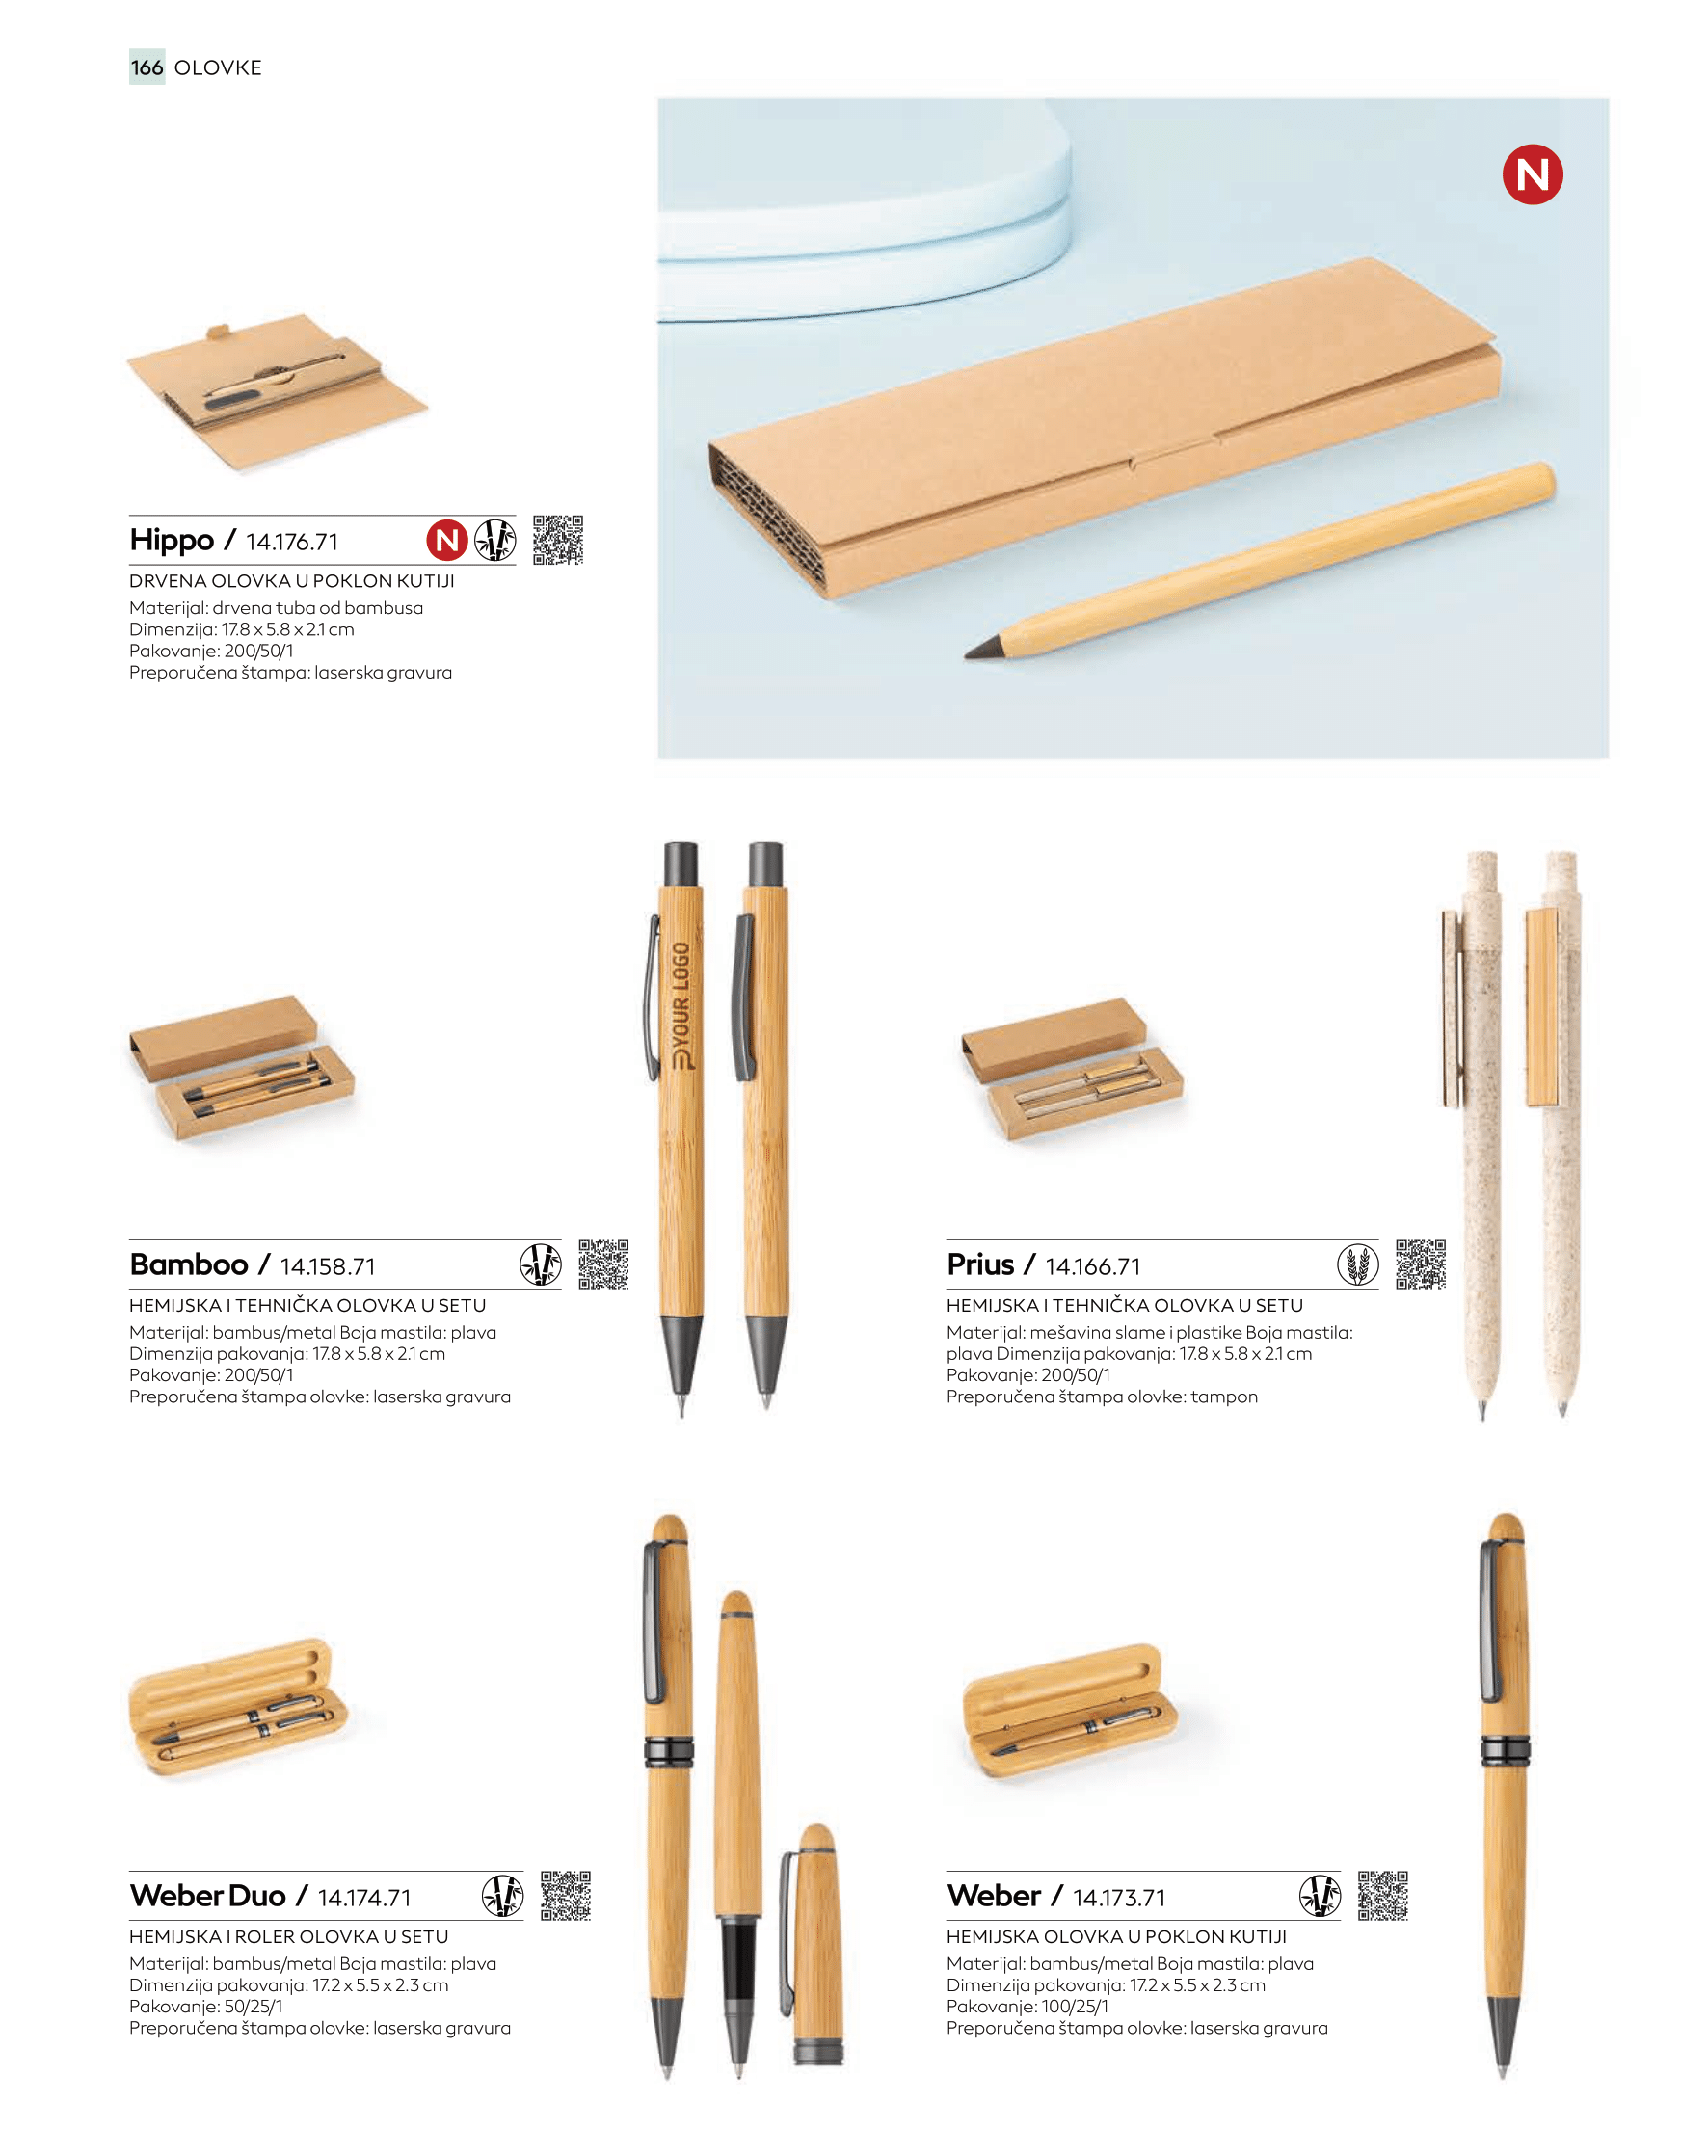 166 OLOVKE
N
Hippo / 14.176.71
N
DRVENA OLOVKA U POKLON KUTIJI
Materijal: drvena tuba od bambusa
Dimenzija: 17.8 x 5.8 x 2.1 cm
Pakovanje: 200/50/1
Preporučena štampa: laserska gravura
YOUR LOGO
Bamboo / 14.158.71
HEMIJSKA I TEHNIČKA OLOVKA U SETU
Materijal: bambus/metal Boja mastila: plava
Dimenzija pakovanja: 17.8 x 5.8 x 2.1 cm
Pakovanje: 200/50/1
Preporučena štampa olovke: laserska gravura
Prius / 14.166.71
HEMIJSKA I TEHNIČKA OLOVKA U SETU
Materijal: mešavina slame i plastike Boja mastila:
plava Dimenzija pakovanja: 17.8 x 5.8 x 2.1 cm
Pakovanje: 200/50/1
Preporučena štampa olovke: tampon
Weber Duo / 14.174.71
HEMIJSKA I ROLER OLOVKA U SETU
Materijal: bambus/metal Boja mastila: plava
Dimenzija pakovanja: 17.2 x 5.5 x 2.3 cm
Pakovanje: 50/25/1
Preporučena štampa olovke: laserska gravura
Weber / 14.173.71
HEMIJSKA OLOVKA U POKLON KUTIJI
Materijal: bambus/metal Boja mastila: plava
Dimenzija pakovanja: 17.2 x 5.5 x 2.3 cm
Pakovanje: 100/25/1
Preporučena štampa olovke: laserska gravura